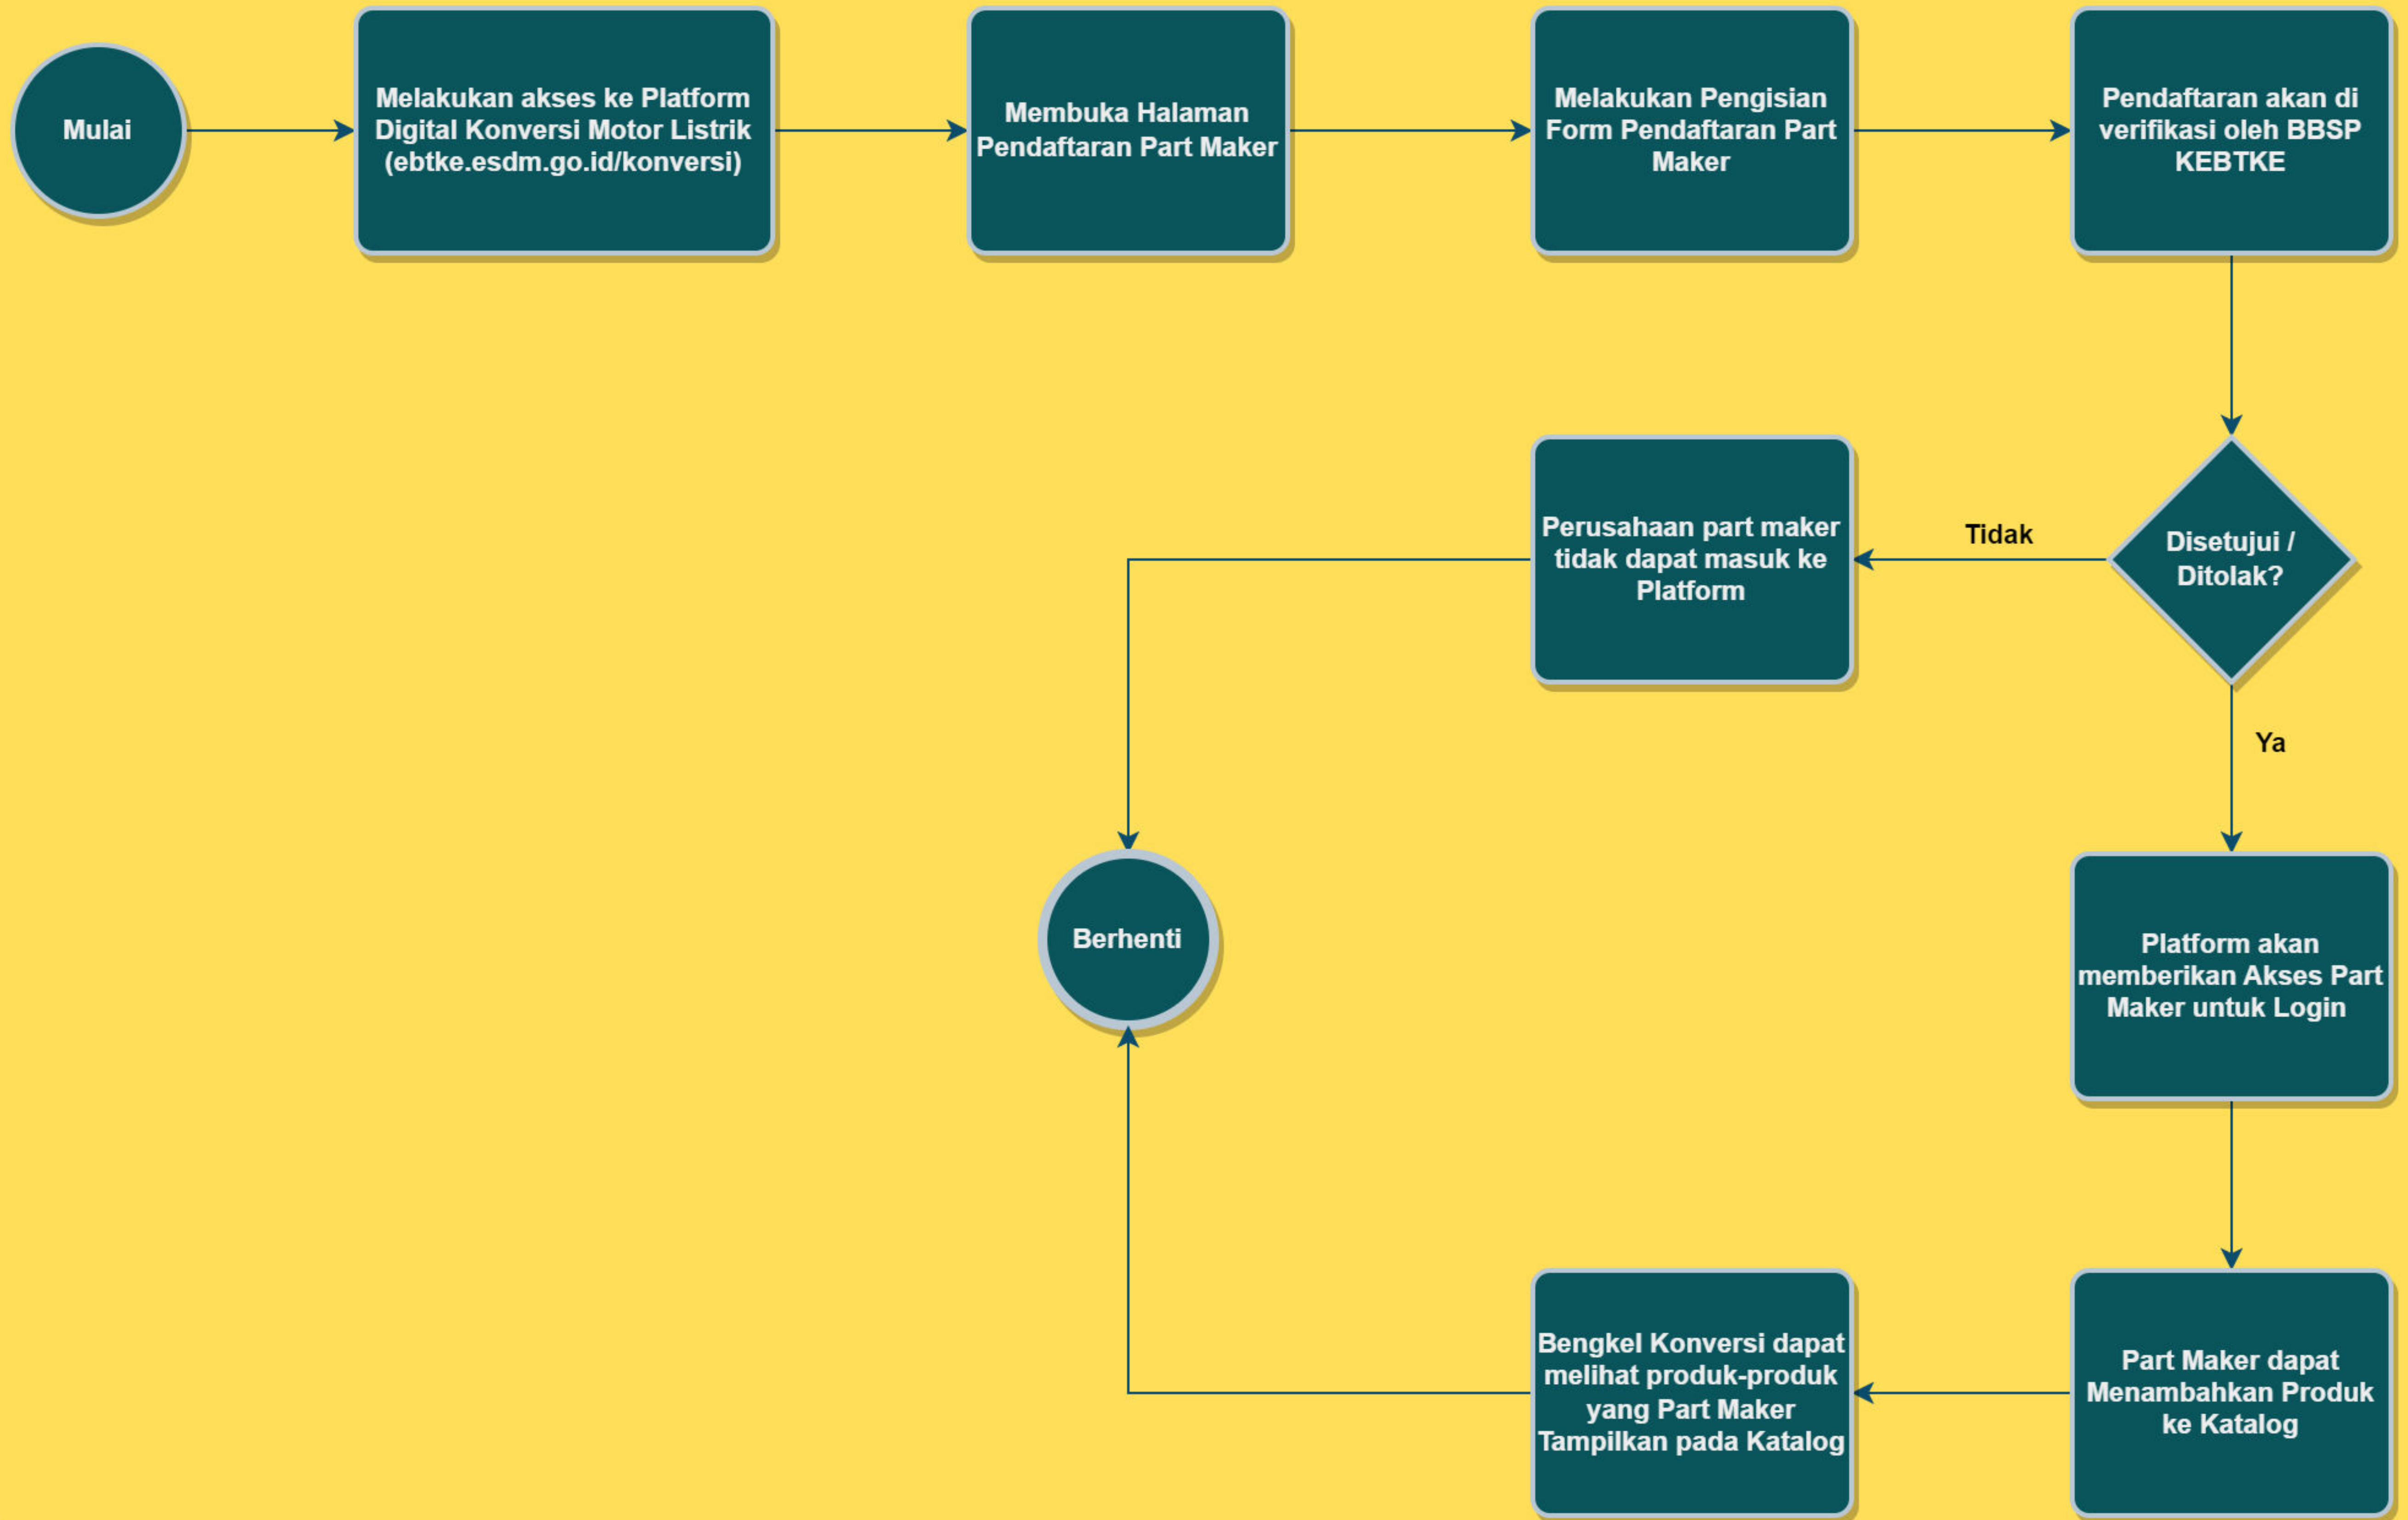 Mulai
Melakukan akses ke Platform
Digital Konversi Motor Listrik
(ebtke.esdm.go.id/konversi)
Membuka Halaman
Pendaftaran Part Maker
Melakukan Pengisian
Form Pendaftaran Part
Maker
Pendaftaran akan di
verifikasi oleh BBSP
KEBTKE
Disetujui /
Ditolak?
Tidak
Perusahaan part maker
tidak dapat masuk ke
Platform
Ya
Platform akan
memberikan Akses Part
Maker untuk Login
Part Maker dapat
Menambahkan Produk
ke Katalog
Bengkel Konversi dapat
melihat produk-produk
yang Part Maker
Tampilkan pada Katalog
Berhenti